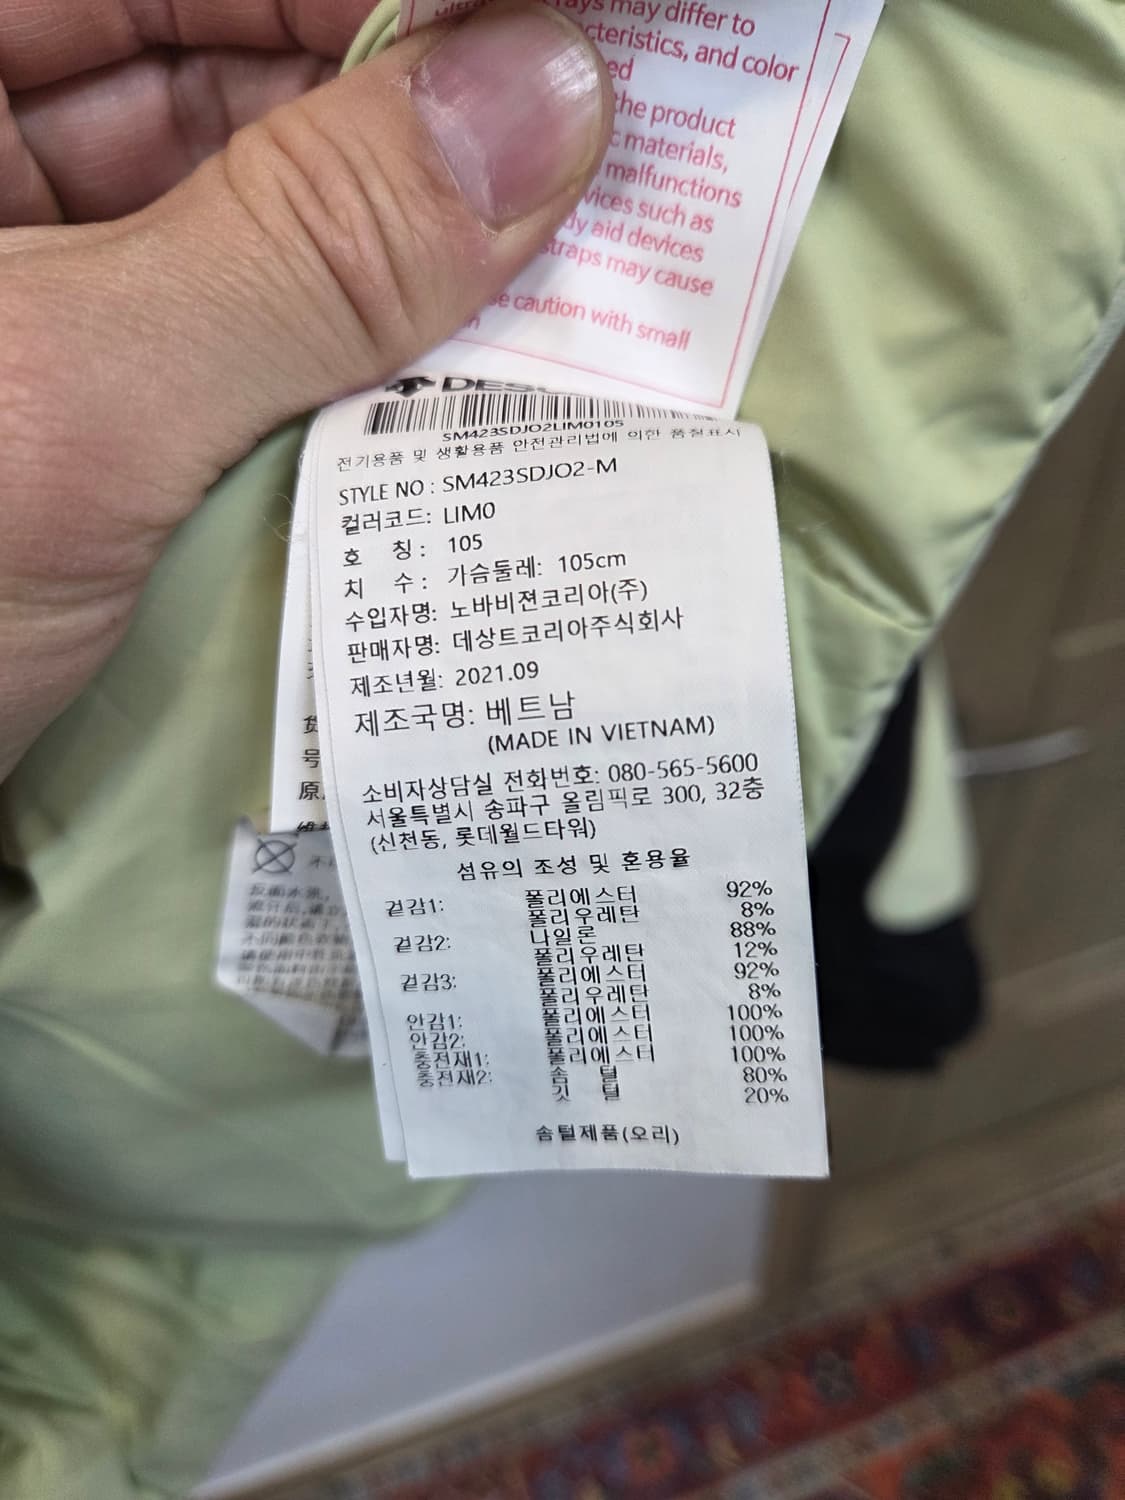 rays may differ to
and color
the product
materials,
malfunctions
such as
aid devices
straps may cause
caution with small
SM423SDJO2LIM0105
전기용품 및 생활용품 안전관리법에 의한 품질표시
STYLE NO : SM423SDJO2-M
컬러코드: LIM0
호 칭: 105
치 수: 가슴둘레: 105cm
수입자명: 노바비젼코리아(주)
판매자명: 데상트코리아주식회사
제조년월: 2021.09
제조국명: 베트남
(MADE IN VIETNAM)
소비자상담실 전화번호: 080-565-5600
서울특별시 송파구 올림픽로 300, 32층
(신천동, 롯데월드타워)
섬유의 조성 및 혼용율
겉감1: 폴리에스터 92%
폴리우레탄 8%
겉감2: 나일론 88%
폴리우레탄 12%
겉감3: 폴리에스터 92%
폴리우레탄 8%
안감1: 폴리에스터 100%
안감2: 폴리에스터 100%
충전재1: 폴리에스터 100%
충전재2: 솜 털 80%
깃 털 20%
솜털제품(오리)